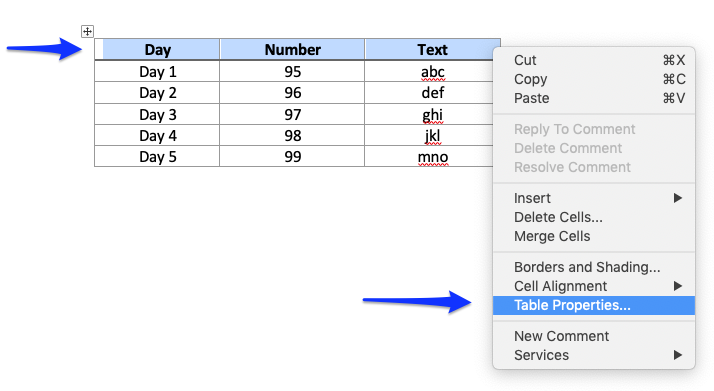 Day Number Text
Day 1 95 abc
Day 2 96 def
Day 3 97 ghi
Day 4 98 jkl
Day 5 99 mno
Cut ⌘X
Copy ⌘C
Paste ⌘V
Reply To Comment
Delete Comment
Resolve Comment
Insert
Delete Cells...
Merge Cells
Borders and Shading...
Cell Alignment
Table Properties...
New Comment
Services